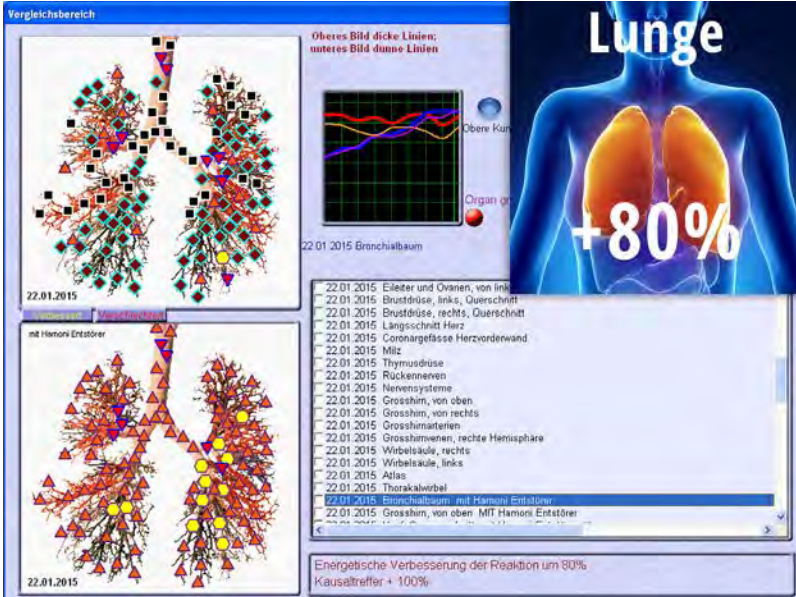 Vergleichsbereich
Oberes Bild dicke Linien;
unteres Bild dunne Linien
Lunge
+80%
Obere Kur
Organ gr
22 01 2015 Bronchialbaum
22.01.2015
Verbessert Verschlechtert
mit Hamoni Entstörer
22.01.2015
22.01.2015 Eileiter und Ovarien, von link
22.01.2015 Brustdrüse, links, Querschnitt
22.01.2015 Brustdrüse, rechts, Querschnitt
22.01.2015 Längsschnitt Herz
22.01.2015 Coronargefässe Herzvorderwand
22.01.2015 Milz
22.01.2015 Thymusdrüse
22.01.2015 Rückennerven
22.01.2015 Nervensysteme
22.01.2015 Grosshirn, von oben
22.01.2015 Grosshirn, von rechts
22.01.2015 Grosshirnarterien
22.01.2015 Grosshirnvenen, rechte Hemisphäre
22.01.2015 Wirbelsäule, rechts
22.01.2015 Wirbelsäule, links
22.01.2015 Atlas
22.01.2015 Thorakalwirbel
22.01.2015 Bronchialbaum mit Hamoni Entstörer
22.01.2015 Grosshirn, von oben MIT Hamoni Entstörer
Energetische Verbesserung der Reaktion um 80%
Kausaltreffer + 100%